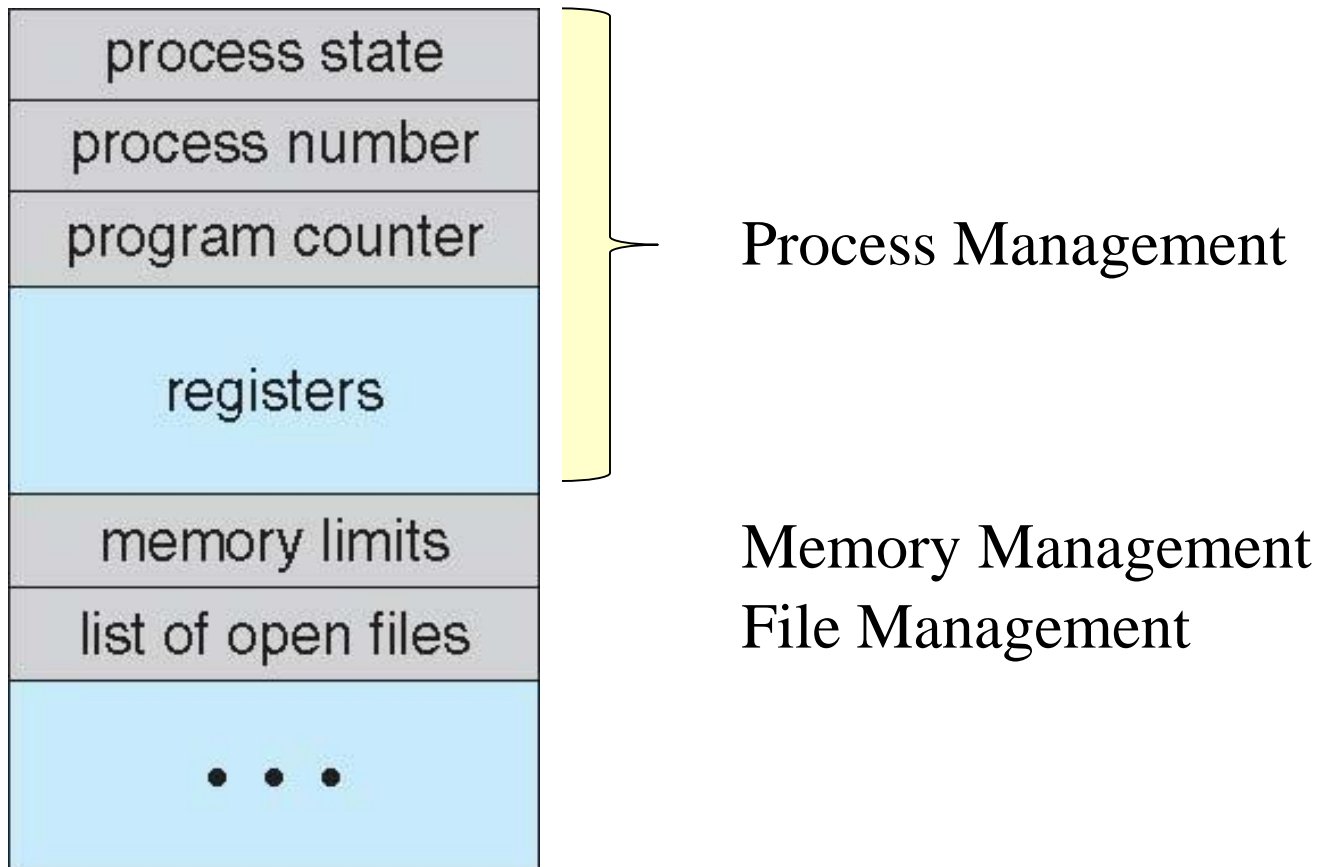 process state
process number
program counter
registers
memory limits
list of open files
• • •
Process Management
Memory Management
File Management